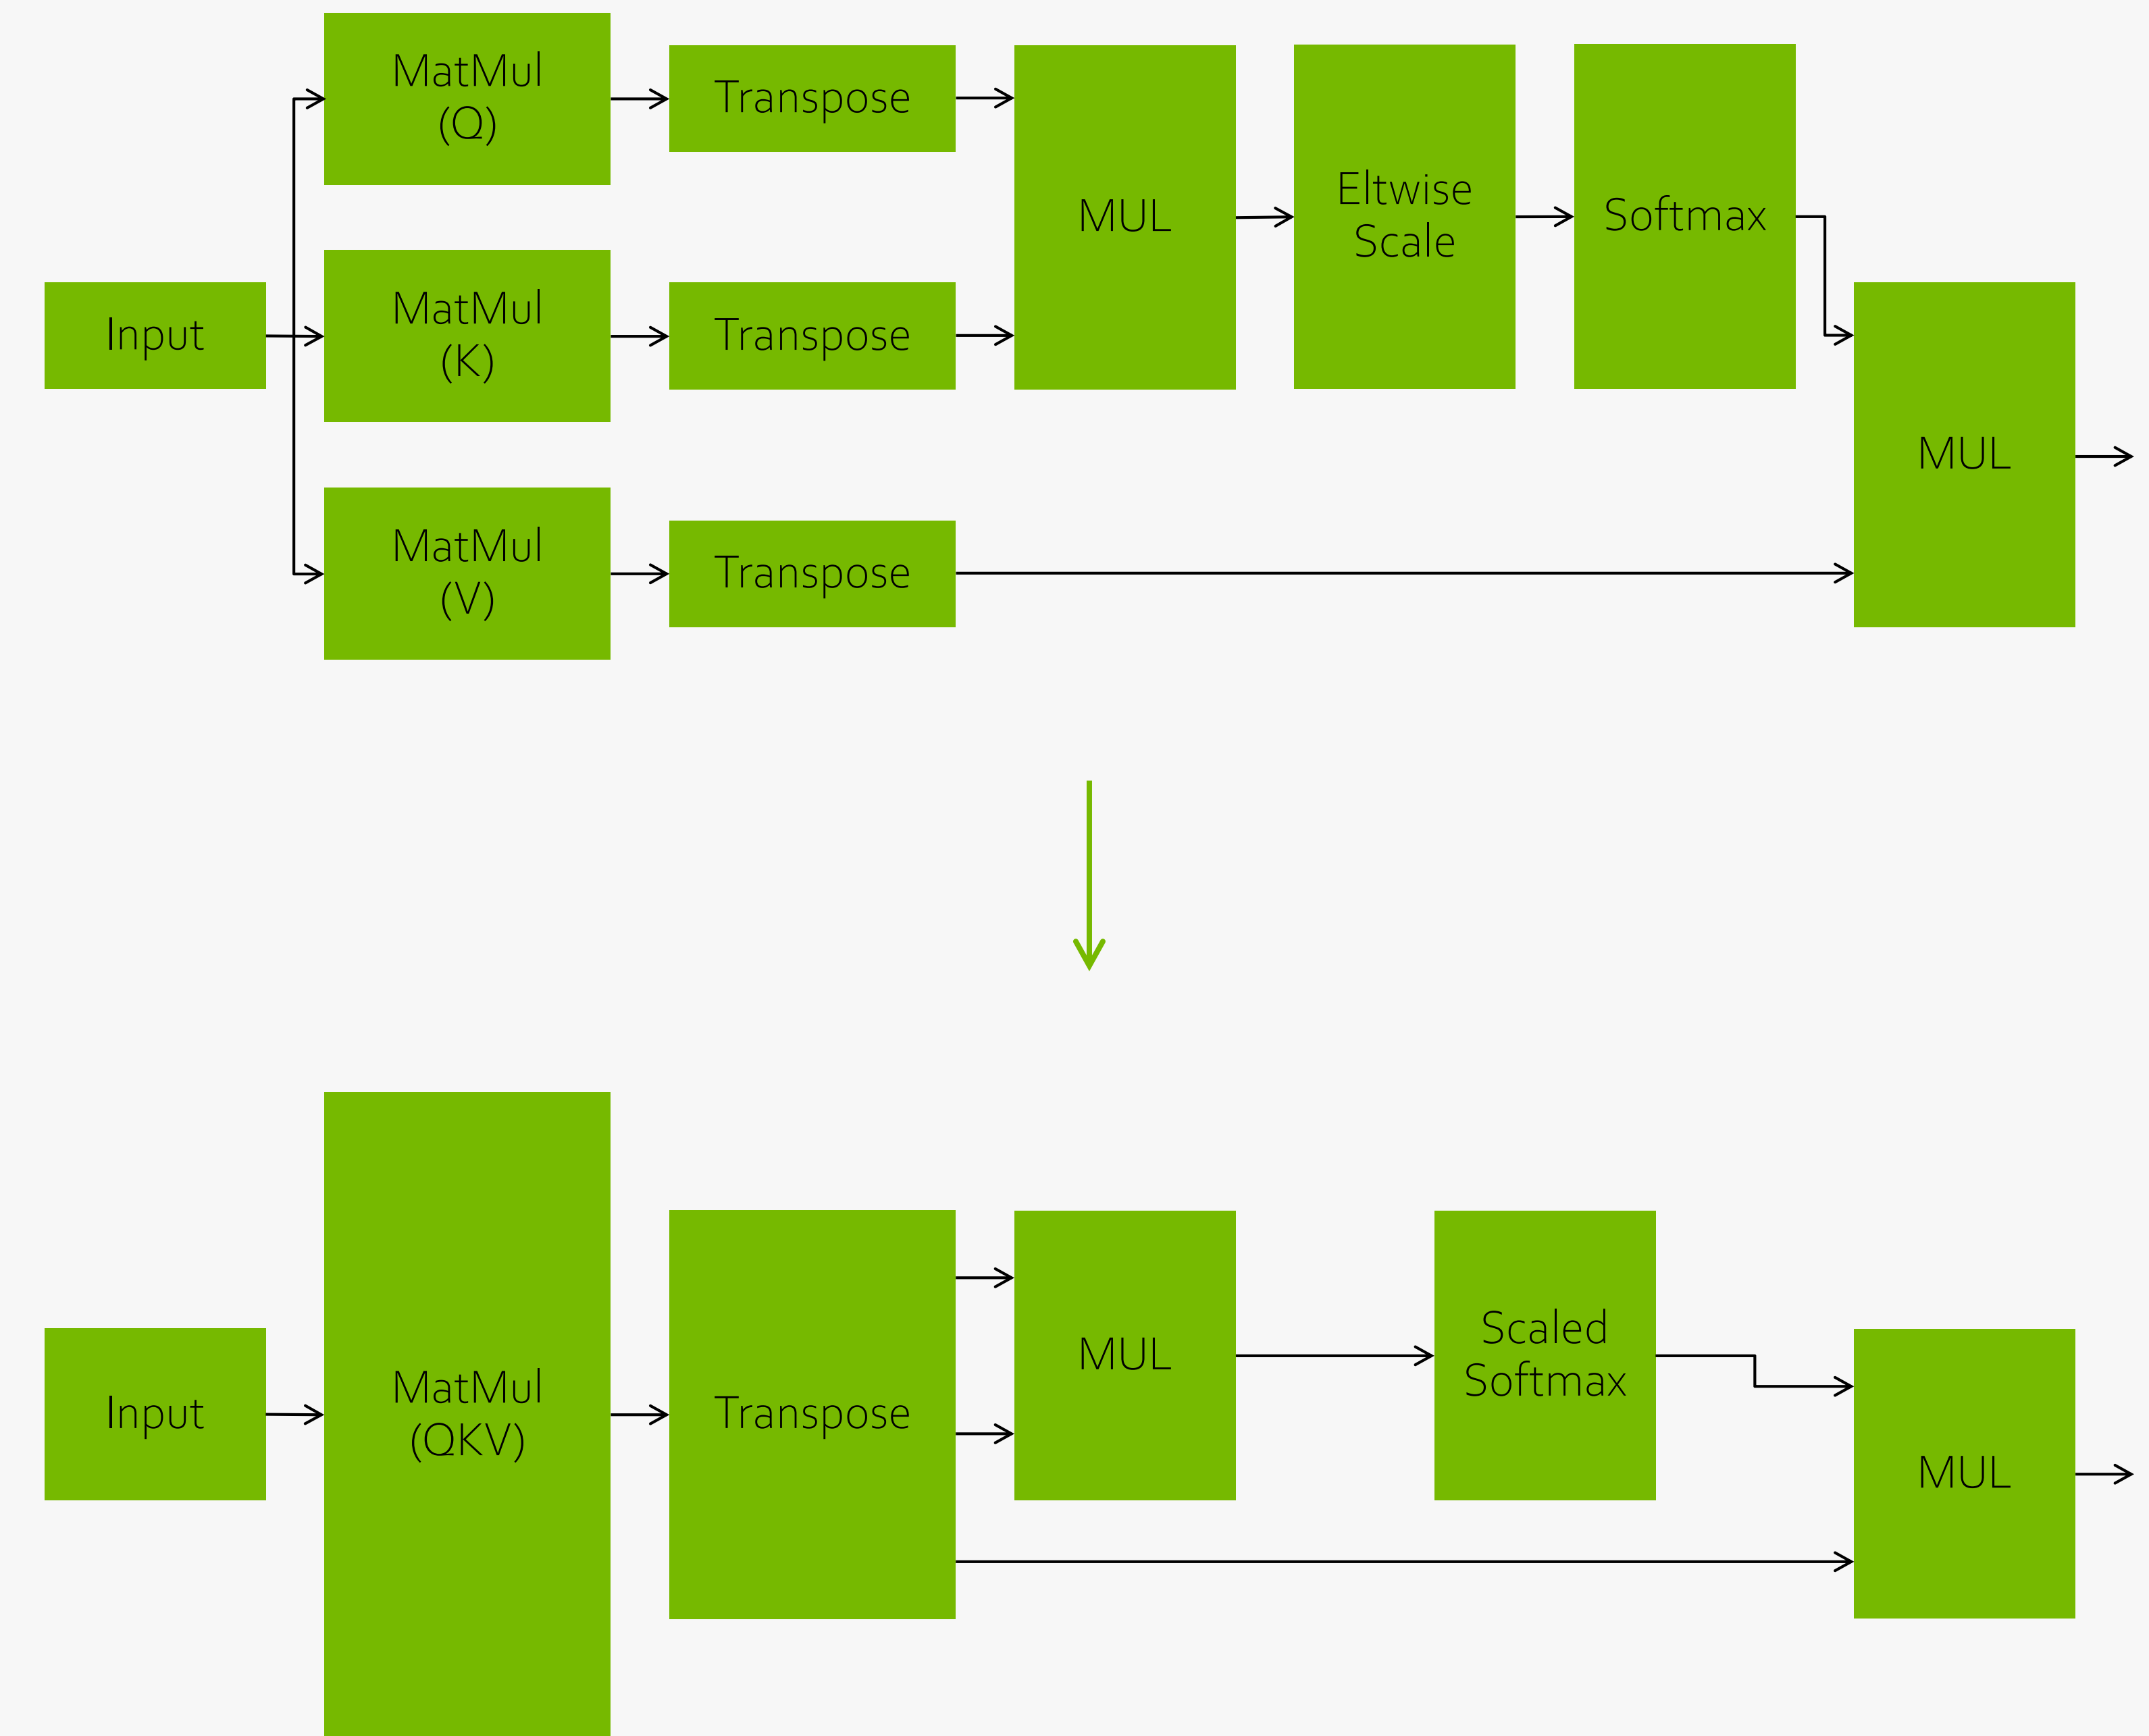 MatMul
(Q)
Transpose
MUL
Eltwise
Scale
Softmax
Input
MatMul
(K)
Transpose
MUL
MatMul
(V)
Transpose
Input
MatMul
(QKV)
Transpose
MUL
Scaled
Softmax
MUL